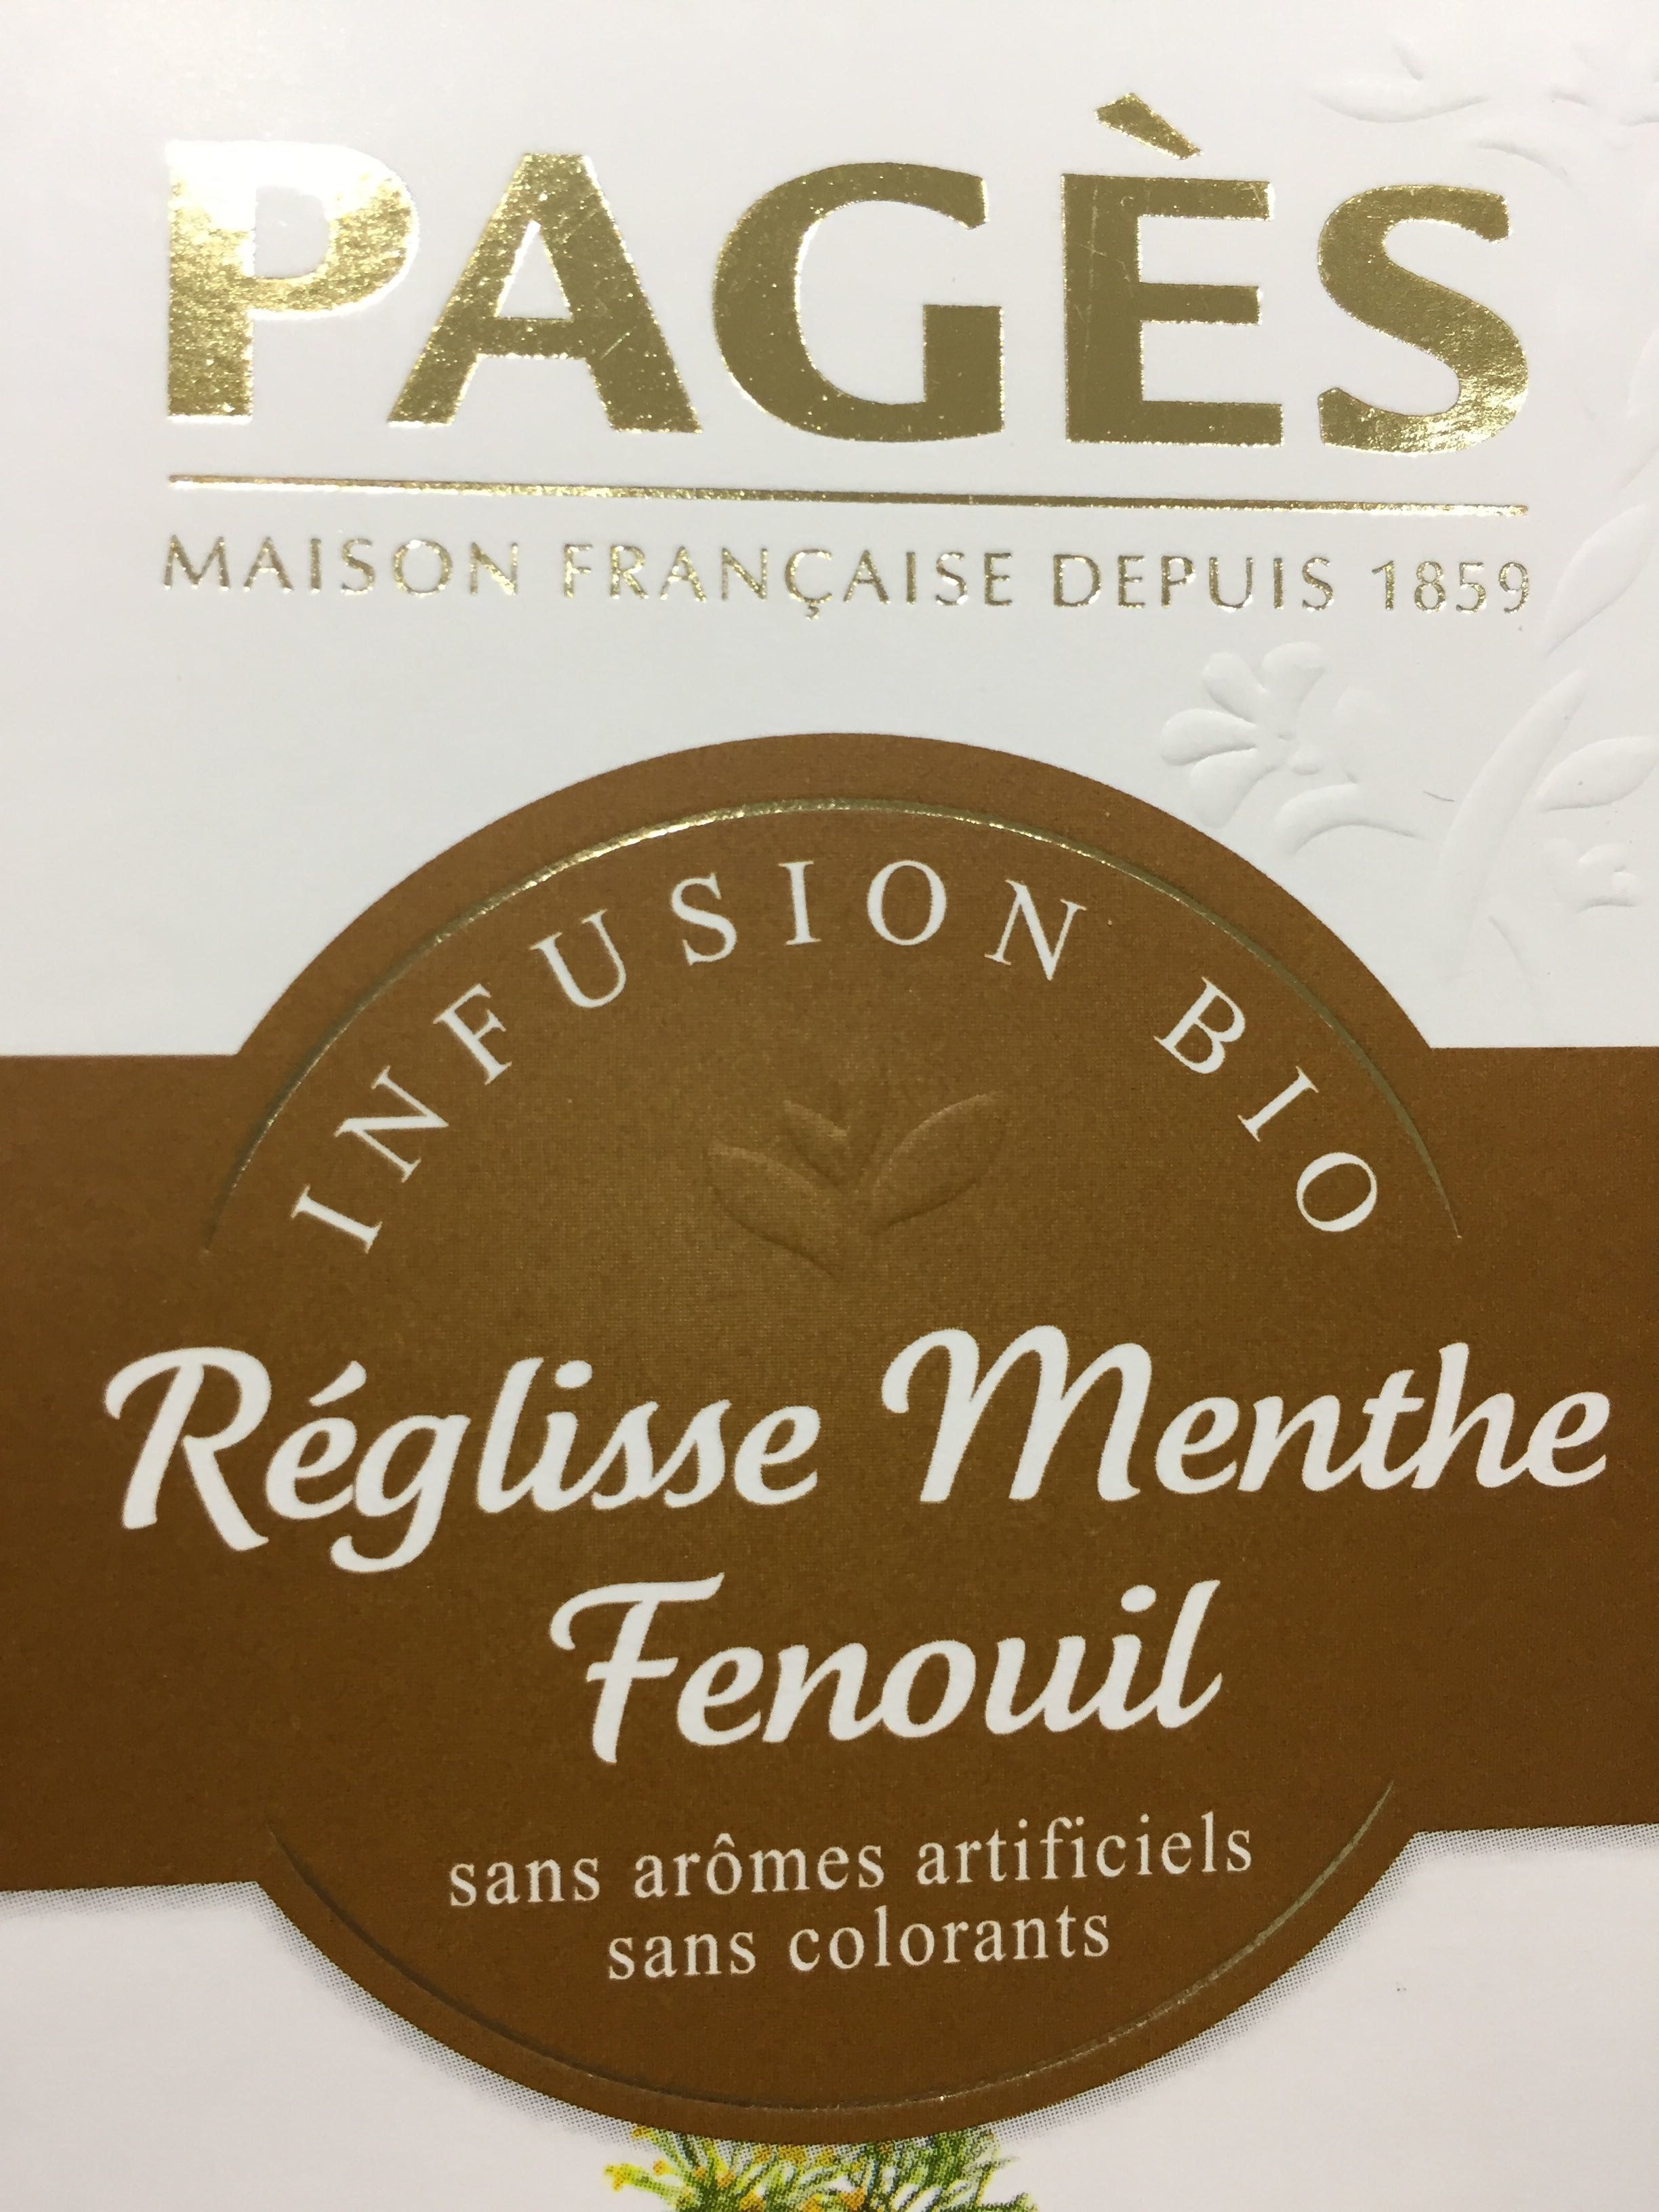 PAGÈS
MAISON FRANÇAISE DEPUIS 1859
INFUSION BIO
Réglisse Menthe
Fenouil
sans arômes artificiels
sans colorants